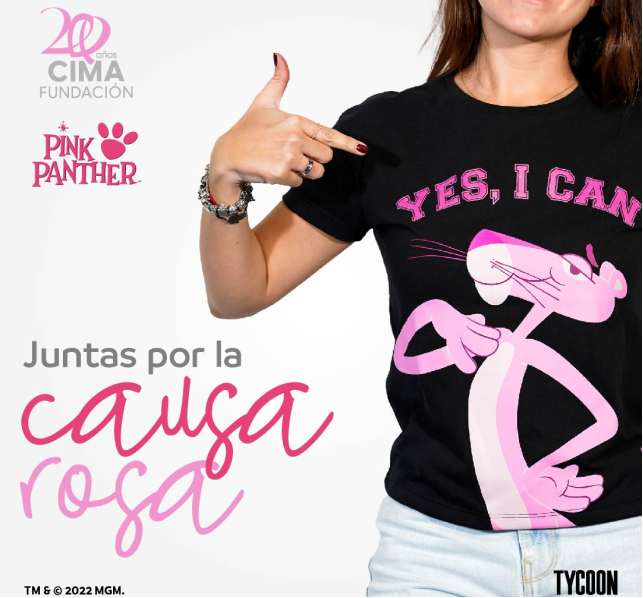 20 años
CIMA
FUNDACIÓN
PINK
PANTHER
YES, I CAN
Juntas por la
causa
rosa
TM & © 2022 MGM.
TYCOON